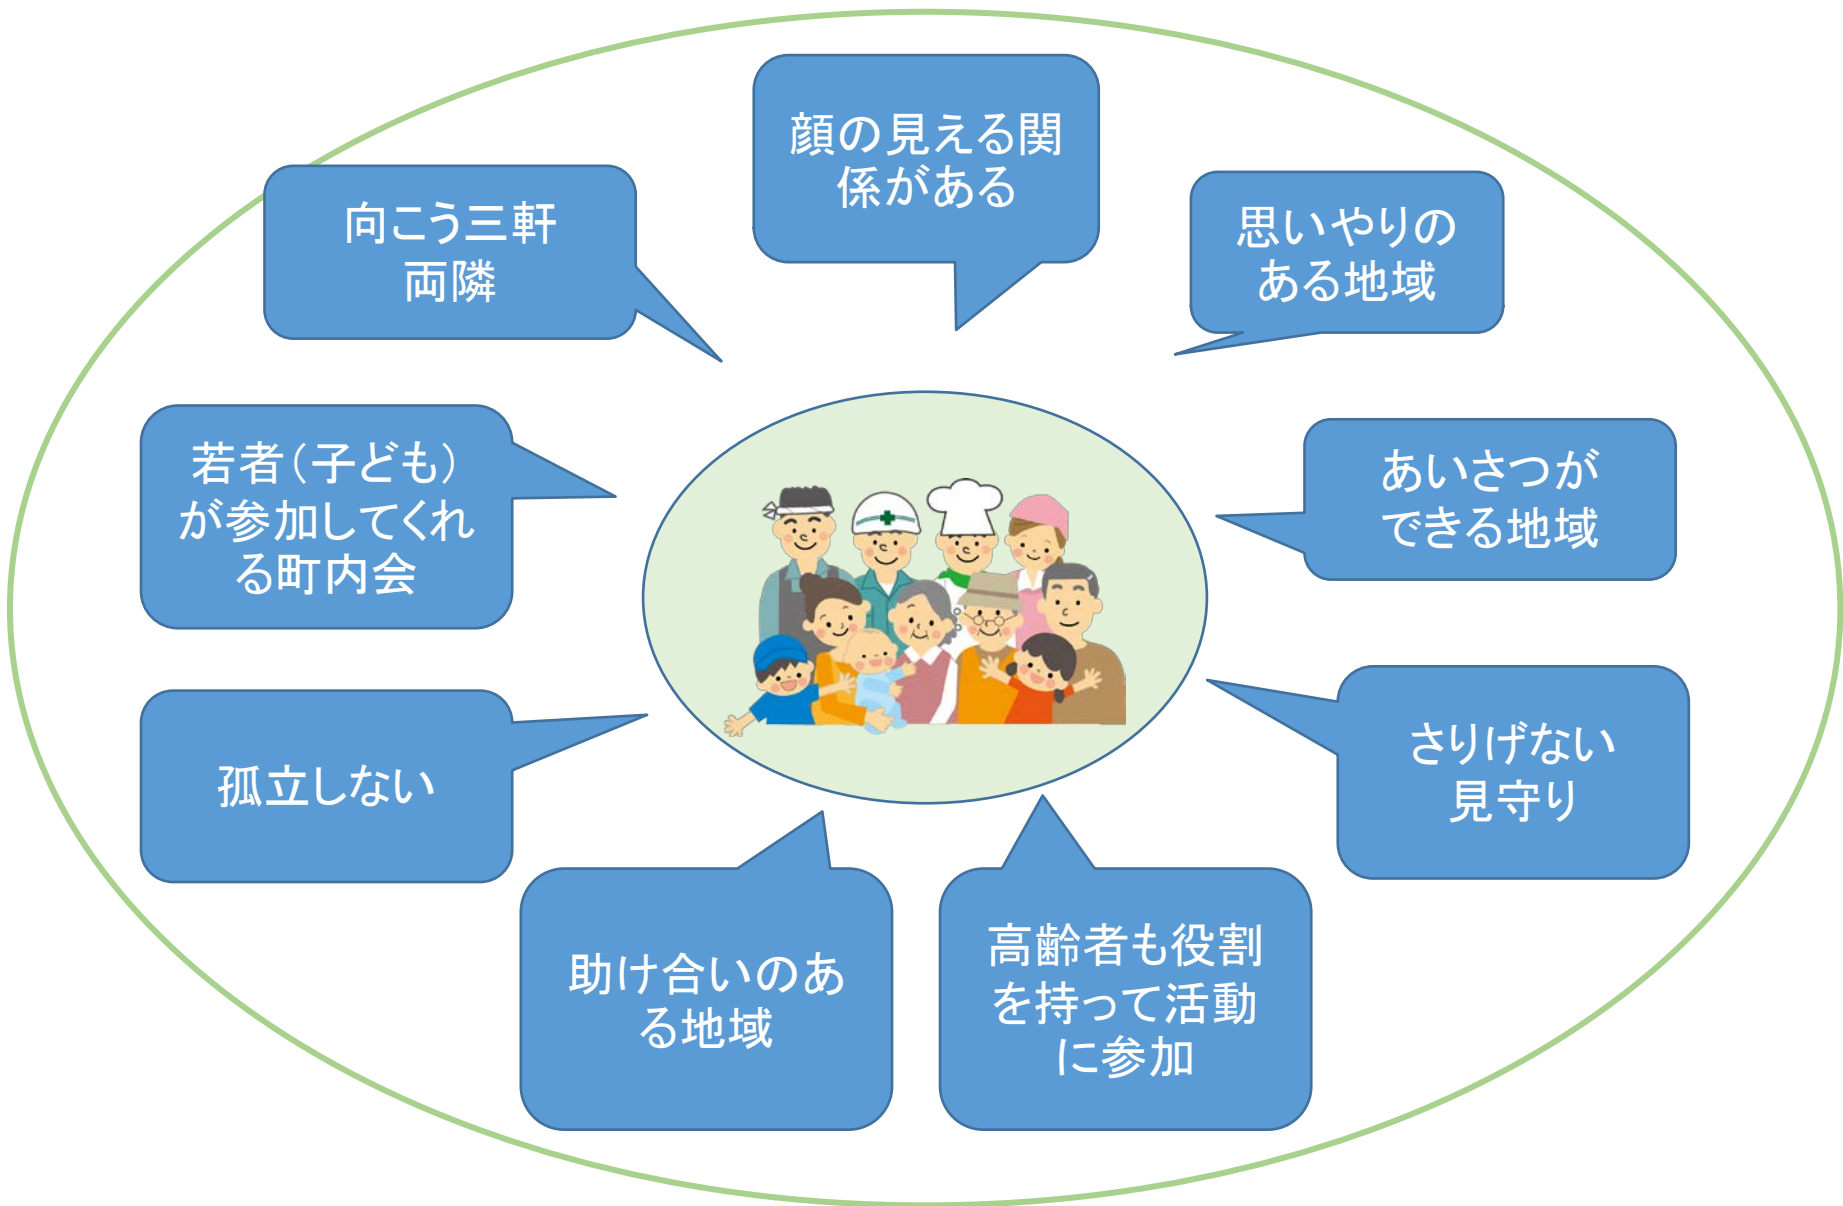 顔の見える関
係がある
向こう三軒
両隣
思いやりの
ある地域
若者（子ども）
が参加してくれ
る町内会
あいさつが
できる地域
孤立しない
さりげない
見守り
助け合いのあ
る地域
高齢者も役割
を持って活動
に参加